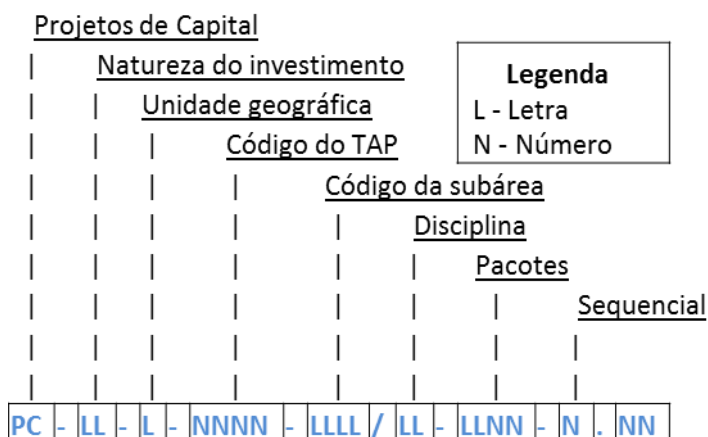 Projetos de Capital
Natureza do investimento
Unidade geográfica
Código do TAP
Código da subárea
Disciplina
Pacotes
Sequencial
Legenda
L - Letra
N - Número
PC - LL - L - NNNN - LLLL / LL - LLNN - N . NN